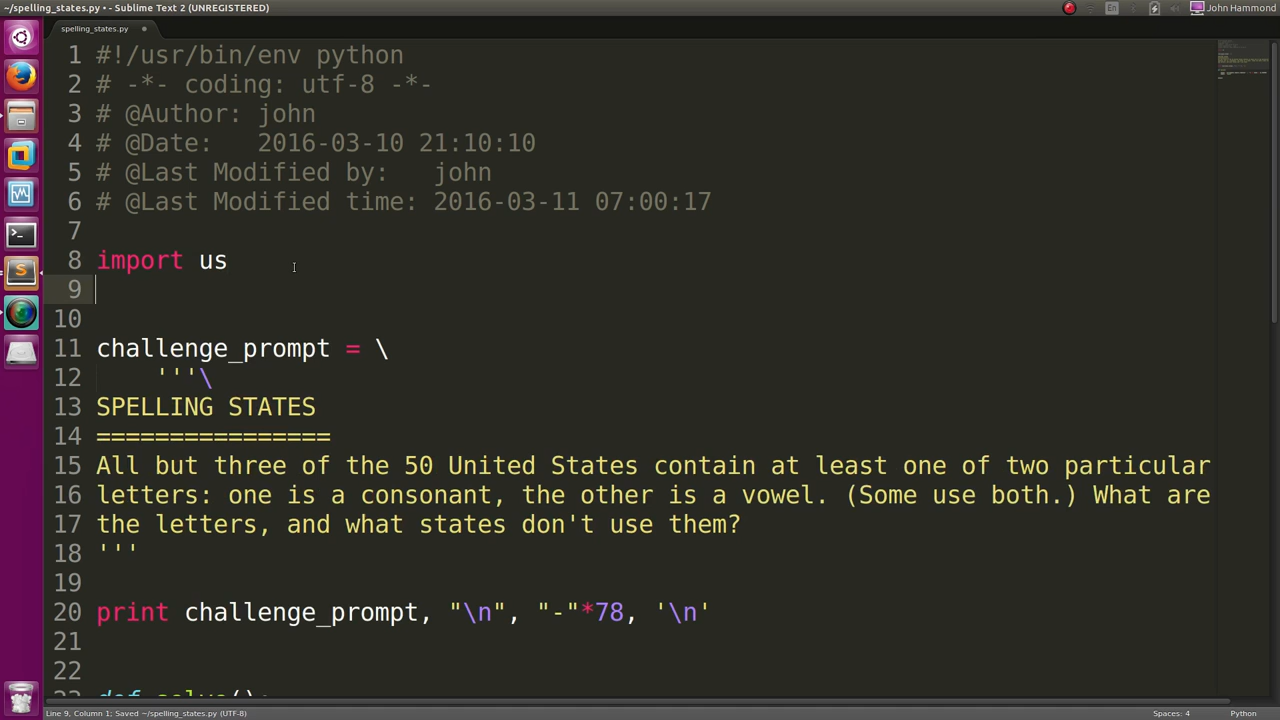 ~/spelling_states.py • - Sublime Text 2 (UNREGISTERED)
En
John Hammond
spelling_states.py
1 #!/usr/bin/env python
2 # -*- coding: utf-8 -*-
3 # @Author: john
4 # @Date:   2016-03-10 21:10:10
5 # @Last Modified by:   john
6 # @Last Modified time: 2016-03-11 07:00:17
7
8 import us
9
10
11 challenge_prompt = \
12     '''\
13 SPELLING STATES
14 ================
15 All but three of the 50 United States contain at least one of two particular
16 letters: one is a consonant, the other is a vowel. (Some use both.) What are
17 the letters, and what states don't use them?
18 '''
19
20 print challenge_prompt, "\n", "-"*78, '\n'
21
22
23 def solve():
Line 9, Column 1; Saved ~/spelling_states.py (UTF-8)
Spaces: 4
Python